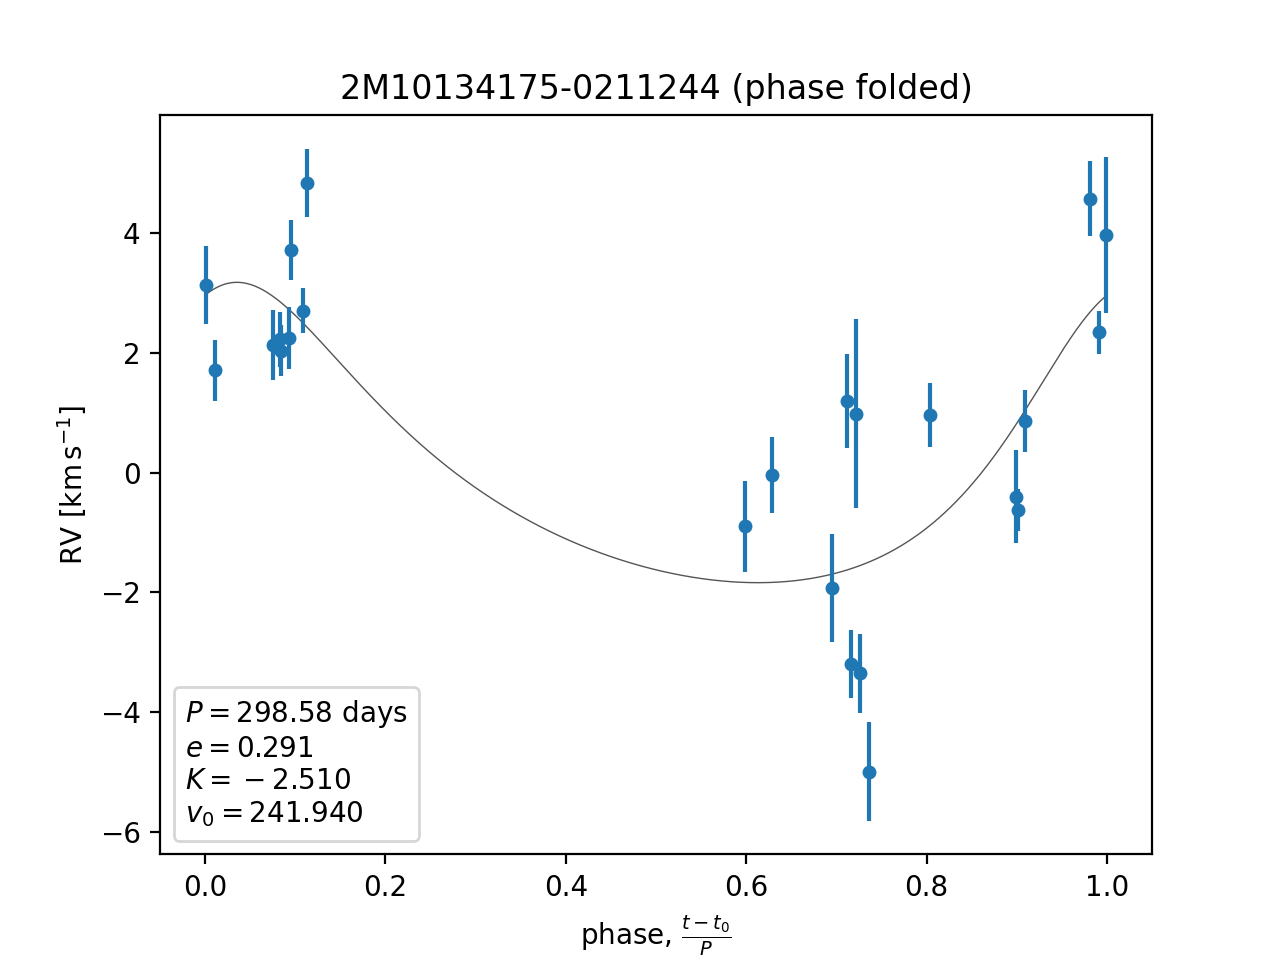 2M10134175-0211244 (phase folded)
RV [km s⁻¹]
4
2
0
−2
−4
−6
P = 298.58 days
e = 0.291
K = −2.510
v₀ = 241.940
0.0 0.2 0.4 0.6 0.8 1.0
phase, (t − t₀)/P